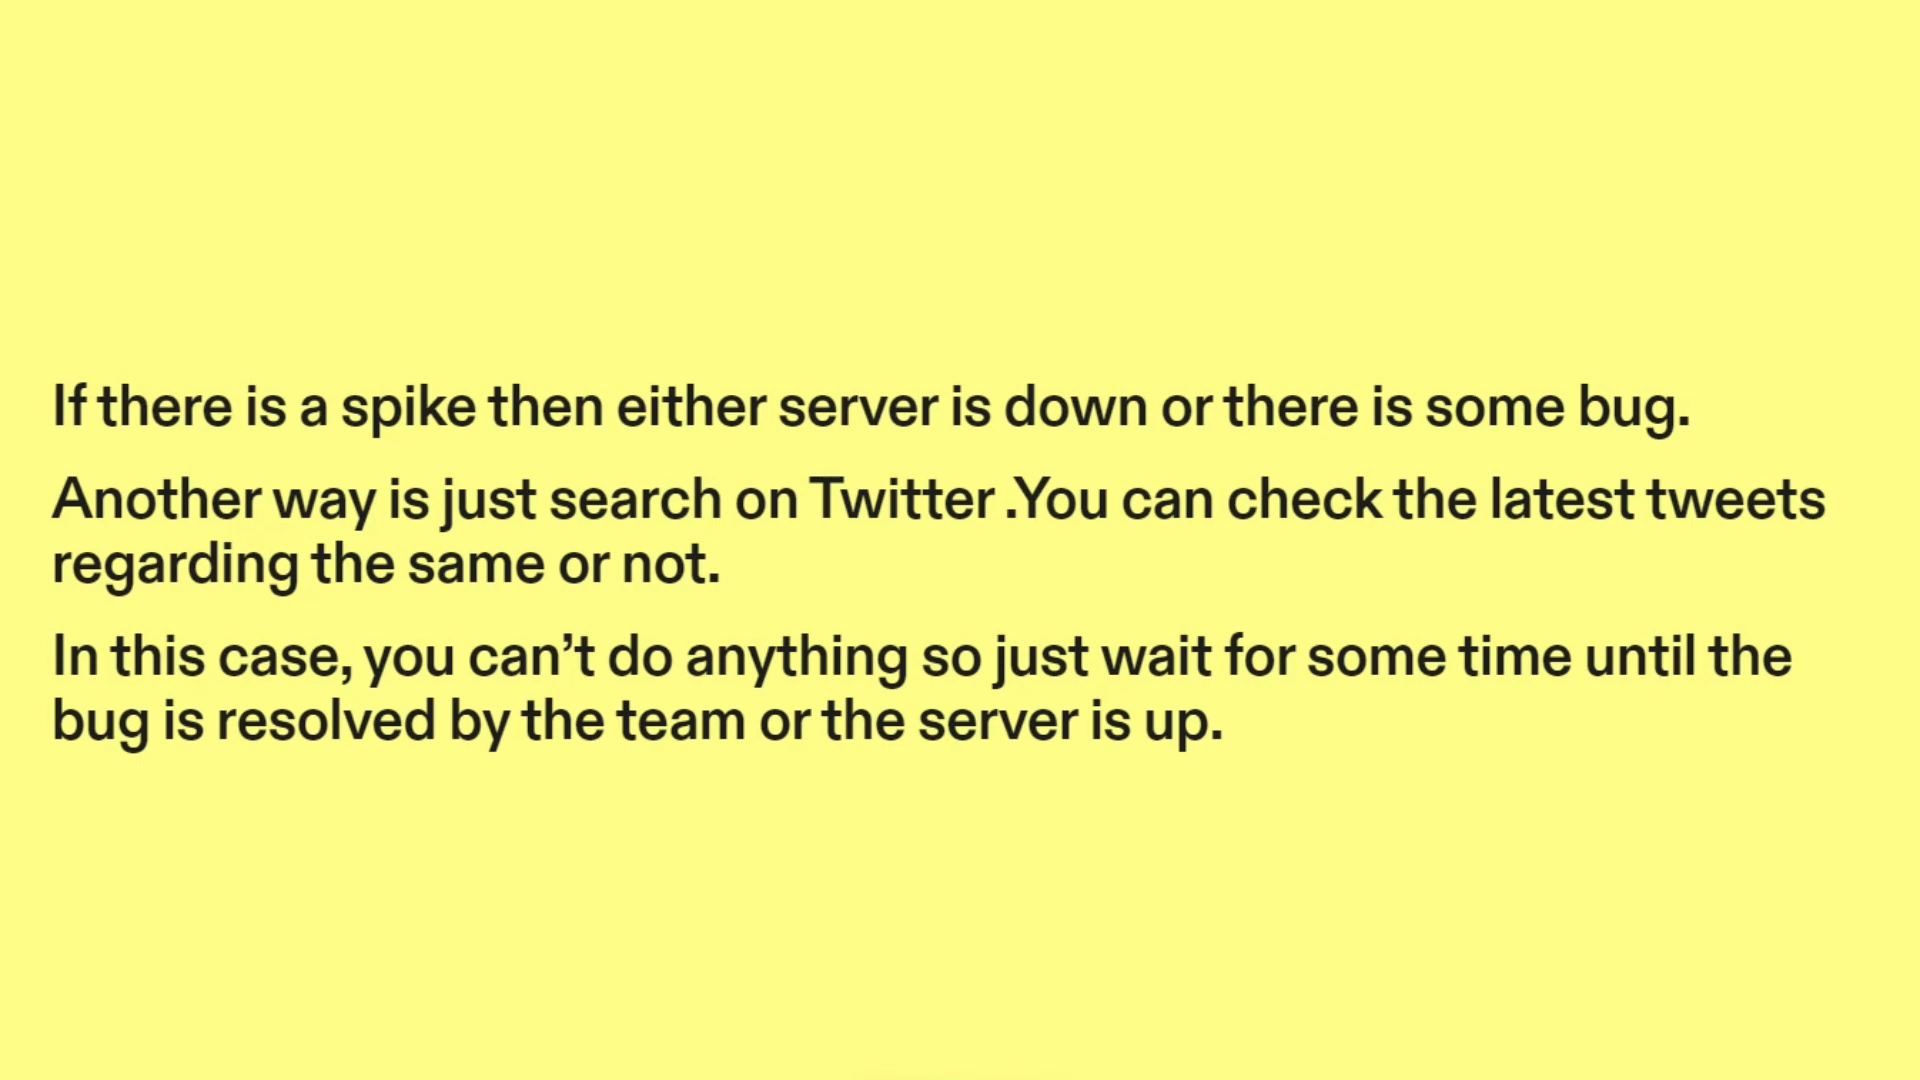 If there is a spike then either server is down or there is some bug.
Another way is just search on Twitter .You can check the latest tweets
regarding the same or not.
In this case, you can’t do anything so just wait for some time until the
bug is resolved by the team or the server is up.